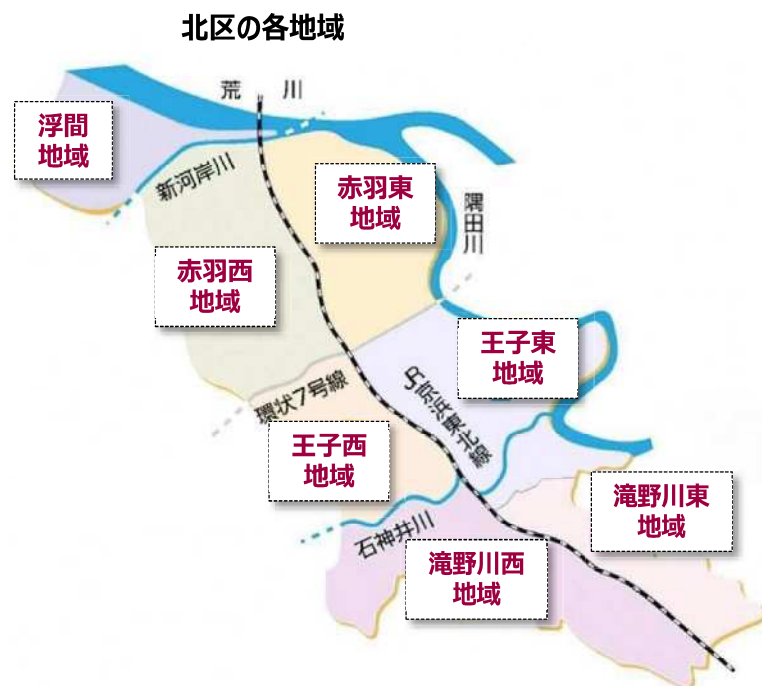 北区の各地域
荒川
浮間
地域
新河岸川
赤羽東
地域
隅田川
赤羽西
地域
王子東
地域
環状7号線
JR京浜東北線
王子西
地域
石神井川
滝野川東
地域
滝野川西
地域